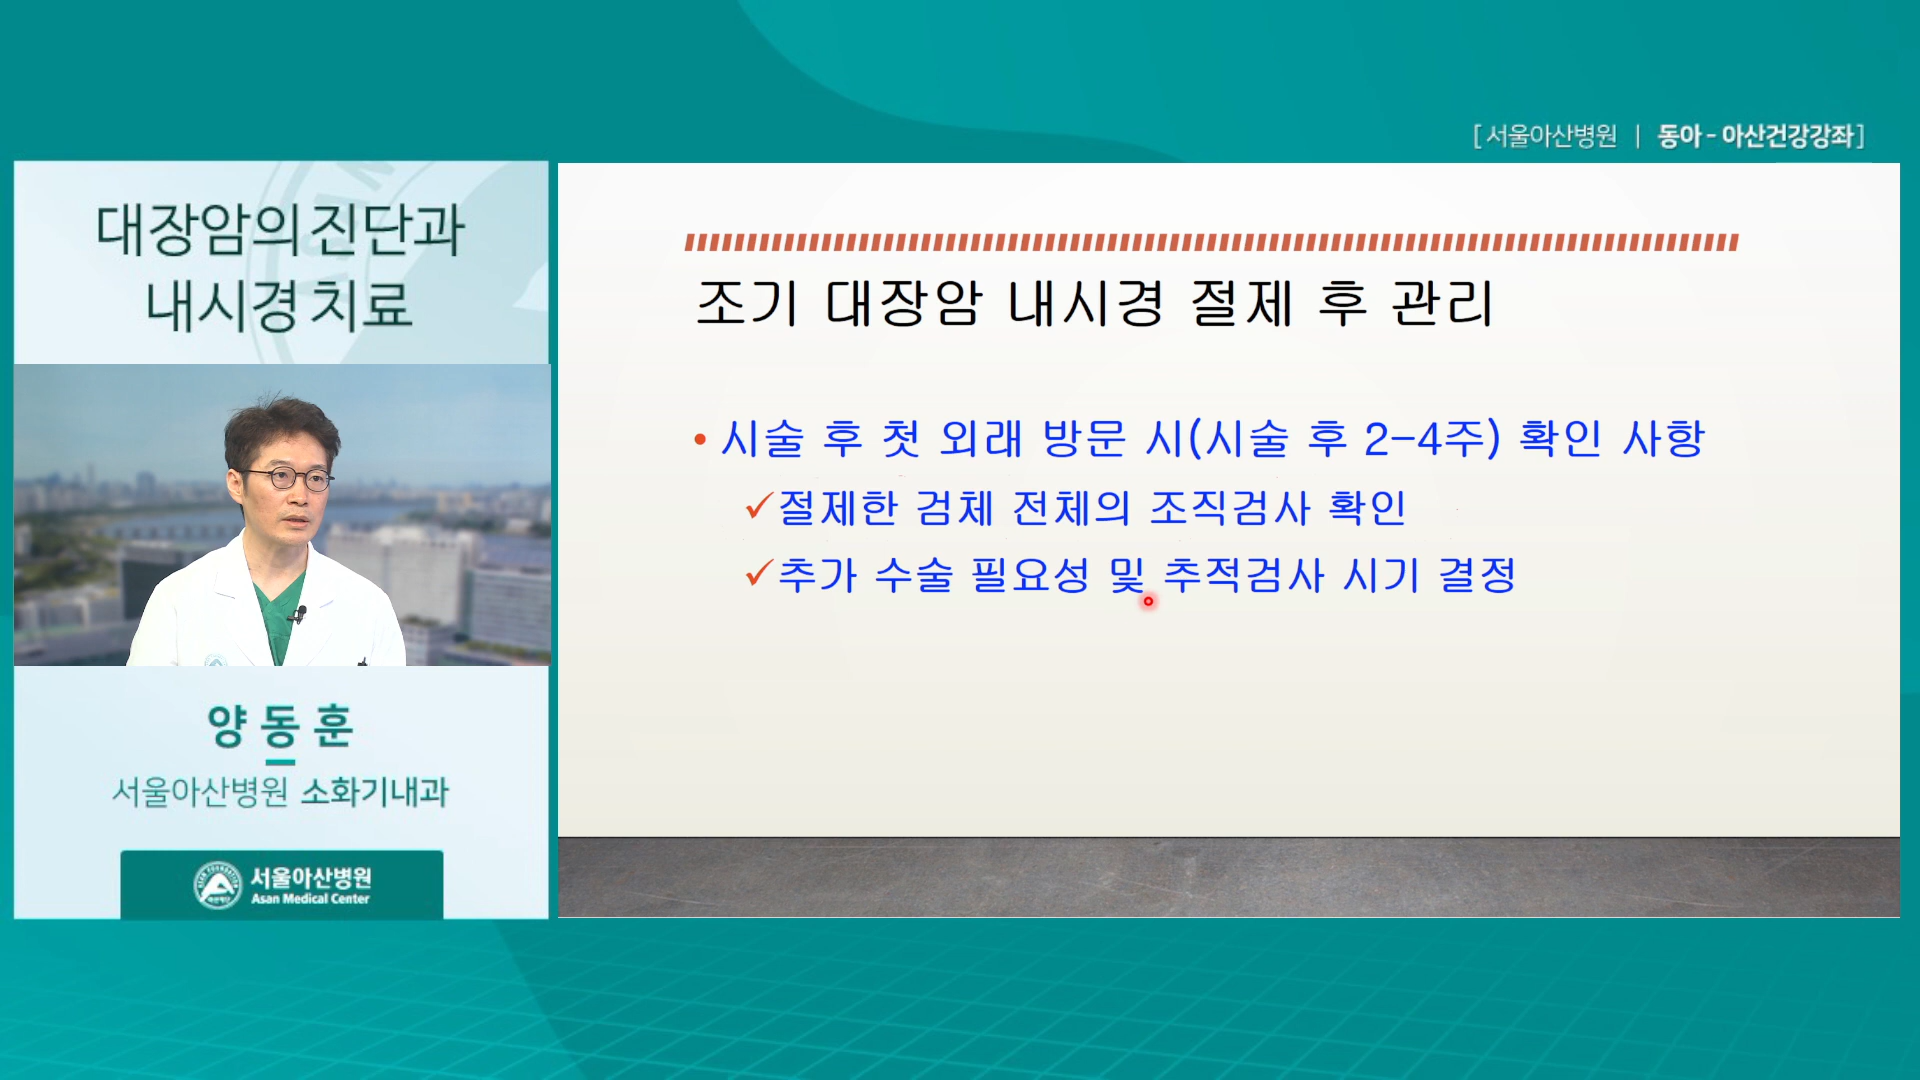 [ 서울아산병원 | 동아 - 아산건강강좌 ]
대장암의 진단과
내시경 치료
양동훈
서울아산병원 소화기내과
서울아산병원
Asan Medical Center
조기 대장암 내시경 절제 후 관리
• 시술 후 첫 외래 방문 시(시술 후 2-4주) 확인 사항
✓절제한 검체 전체의 조직검사 확인
✓추가 수술 필요성 및 추적검사 시기 결정